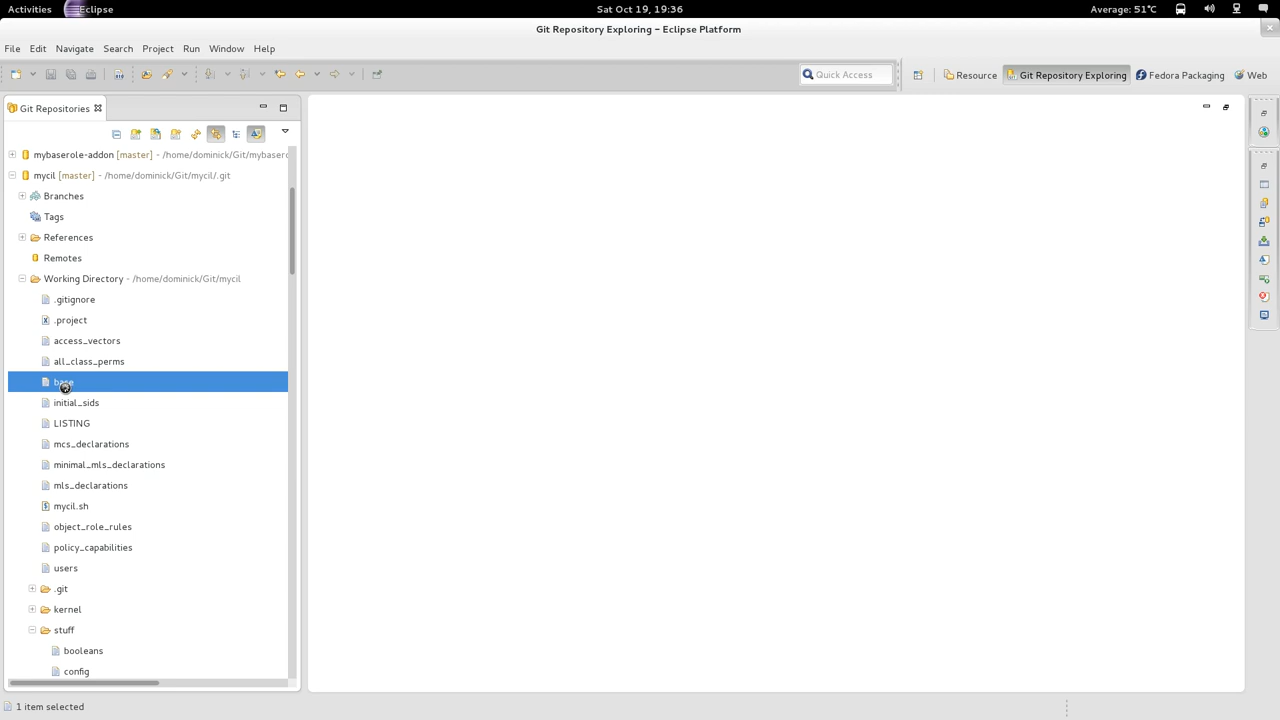 Activities Eclipse Sat Oct 19, 19:36 Average: 51°C
Git Repository Exploring – Eclipse Platform
File Edit Navigate Search Project Run Window Help
Quick Access Resource Git Repository Exploring Fedora Packaging Web
Git Repositories
mybaserole-addon [master] - /home/dominick/Git/mybaserc
mycil [master] - /home/dominick/Git/mycil/.git
Branches
Tags
References
Remotes
Working Directory - /home/dominick/Git/mycil
.gitignore
.project
access_vectors
all_class_perms
base
initial_sids
LISTING
mcs_declarations
minimal_mls_declarations
mls_declarations
mycil.sh
object_role_rules
policy_capabilities
users
.git
kernel
stuff
booleans
config
1 item selected